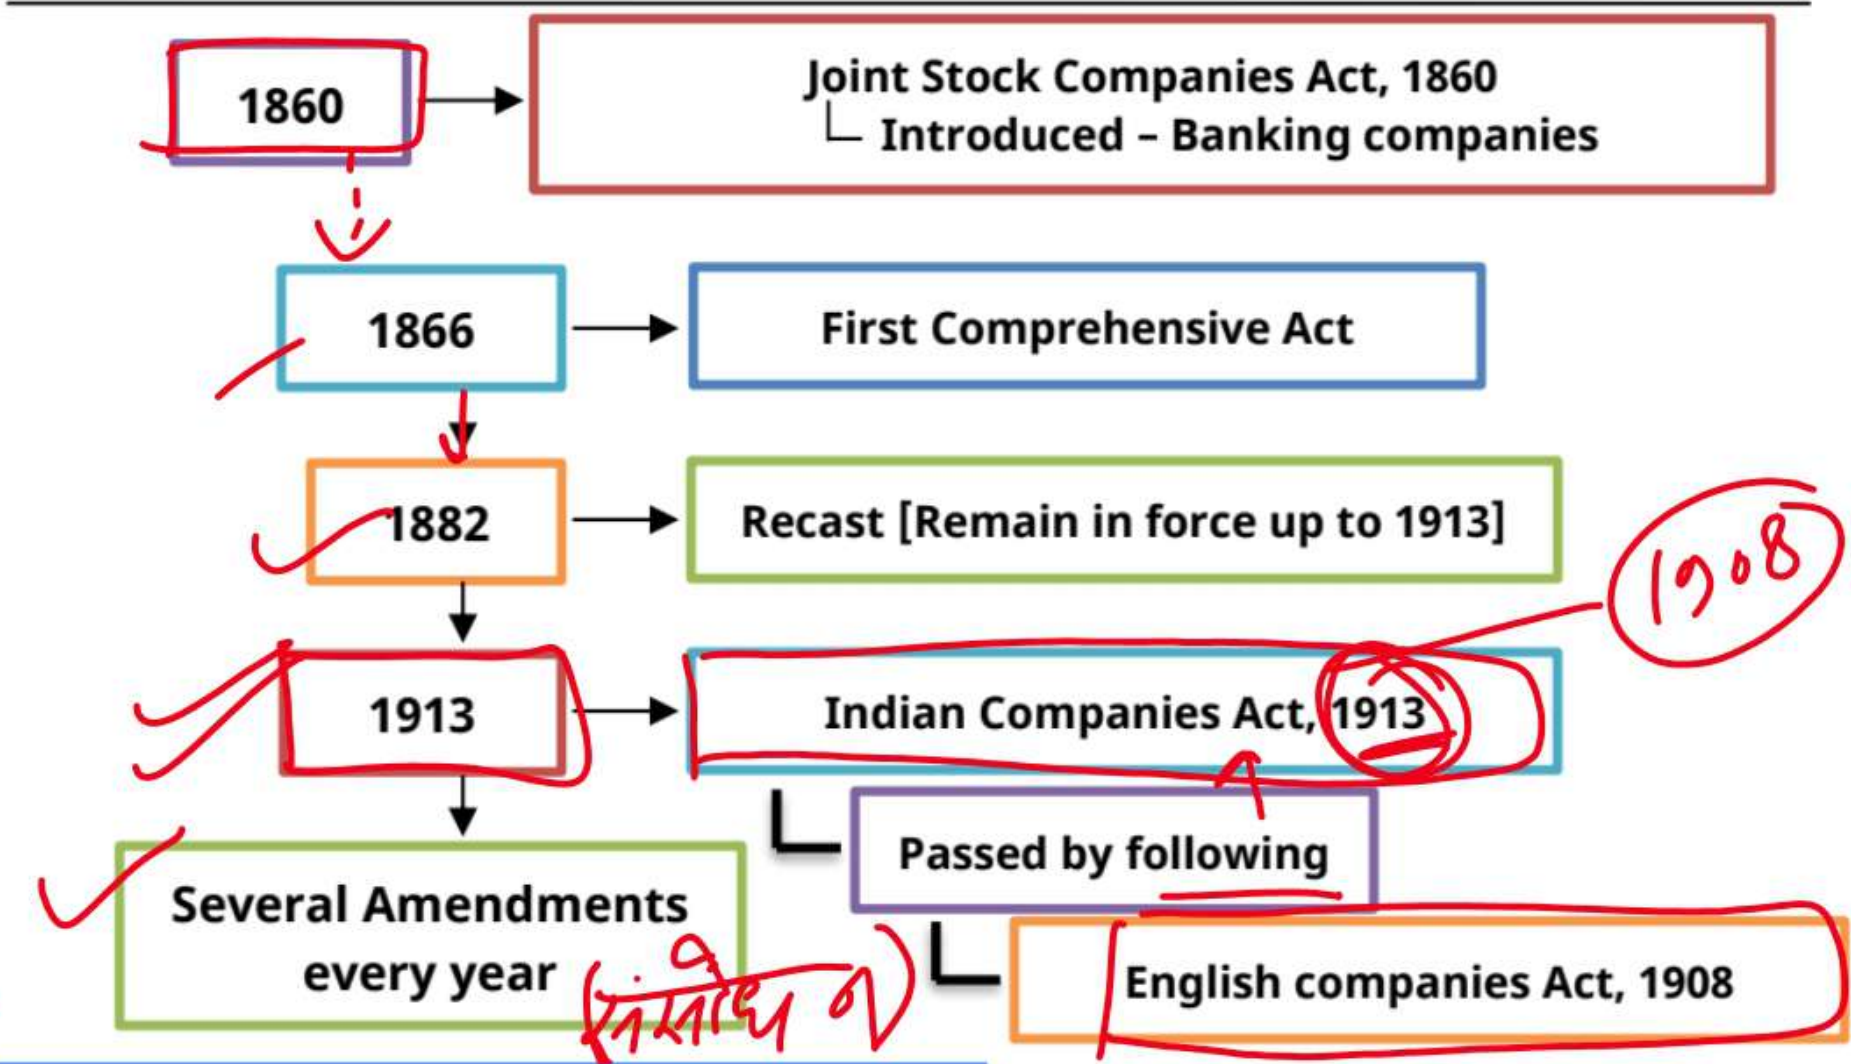 1860
Joint Stock Companies Act, 1860
Introduced – Banking companies
1866
First Comprehensive Act
1882
Recast [Remain in force up to 1913]
1908
1913
Indian Companies Act, 1913
Passed by following
Several Amendments
every year
English companies Act, 1908